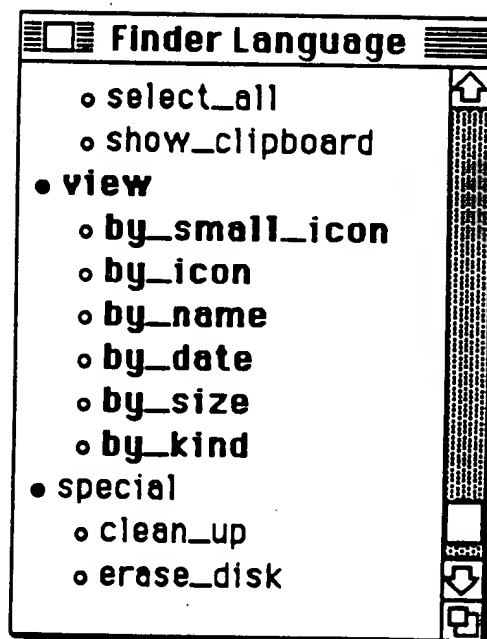 Finder Language
select_all
show_clipboard
view
by_small_icon
by_icon
by_name
by_date
by_size
by_kind
special
clean_up
erase_disk